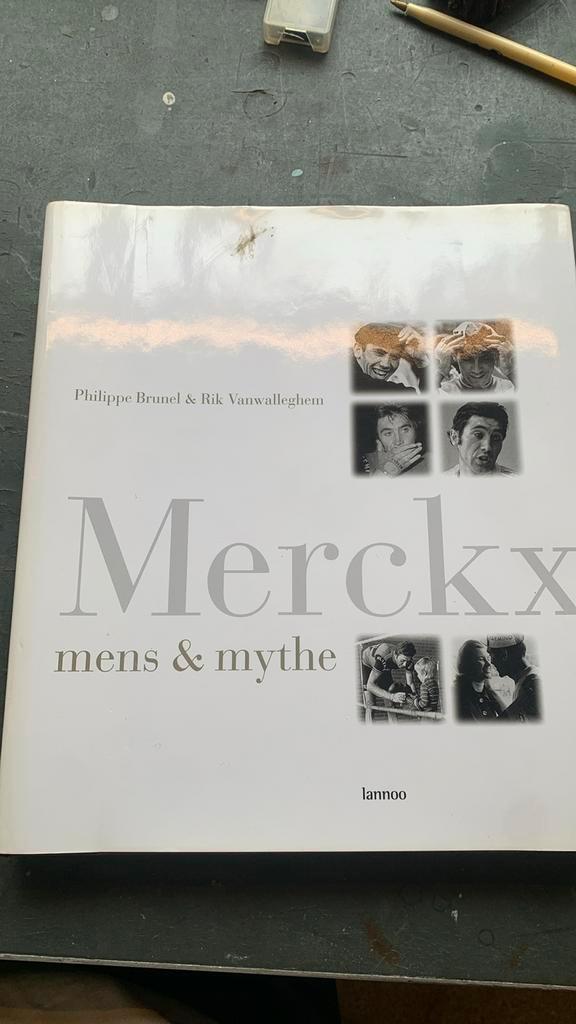 Philippe Brunel & Rik Vanwalleghem
Merckx
mens & mythe
lannoo